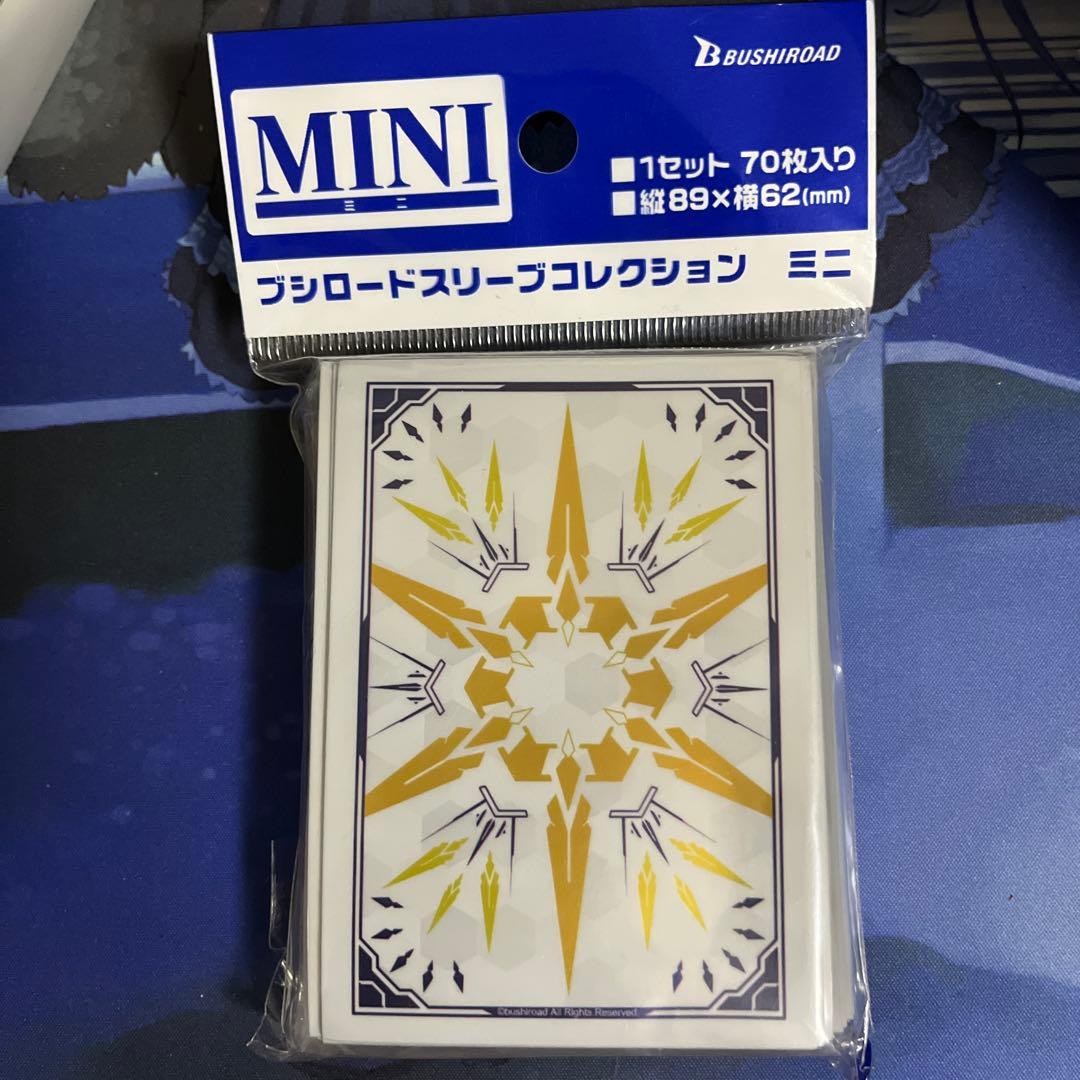 BUSHIROAD
MINI
ミニ
■1セット 70枚入り
■縦89×横62(mm)
ブシロードスリーブコレクション ミニ
©bushiroad All Rights Reserved.